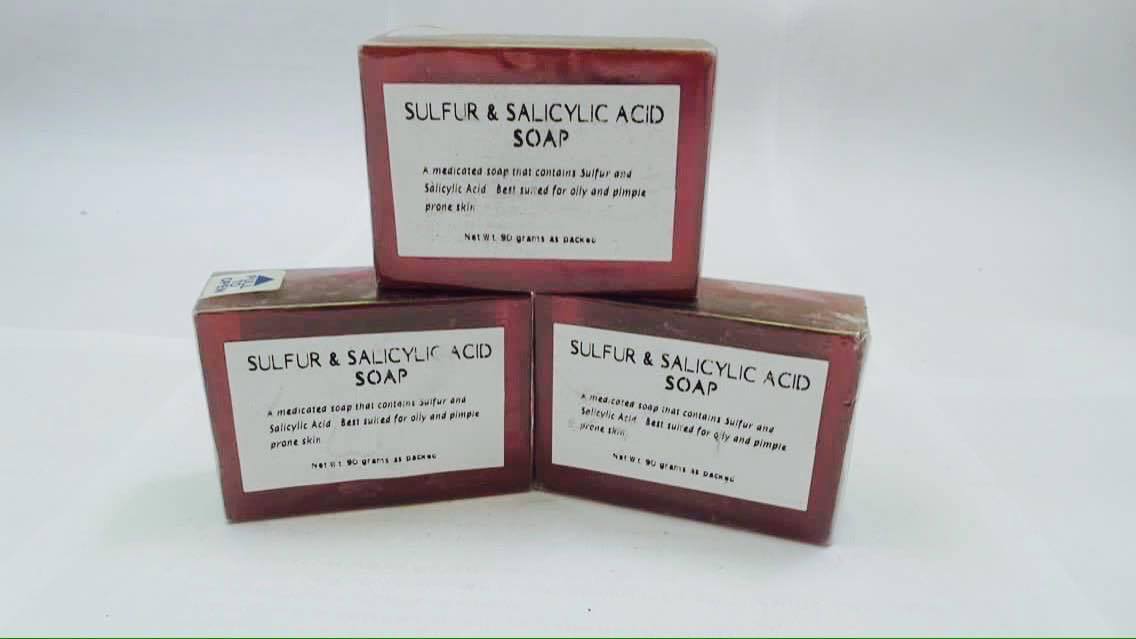 SULFUR & SALICYLIC ACID
SOAP
A medicated soap that contains Sulfur and
Salicylic Acid Best suited for oily and pimple
prone skin
Net Wt. 90 grams as packed
PULL
TO
OPEN
SULFUR & SALICYLIC ACID
SOAP
A medicated soap that contains Sulfur and
Salicylic Acid Best suited for oily and pimple
prone skin
Net Wt. 90 grams as packed
SULFUR & SALICYLIC ACID
SOAP
A medicated soap that contains Sulfur and
Salicylic Acid Best suited for oily and pimple
prone skin
Net Wt. 90 grams as packed